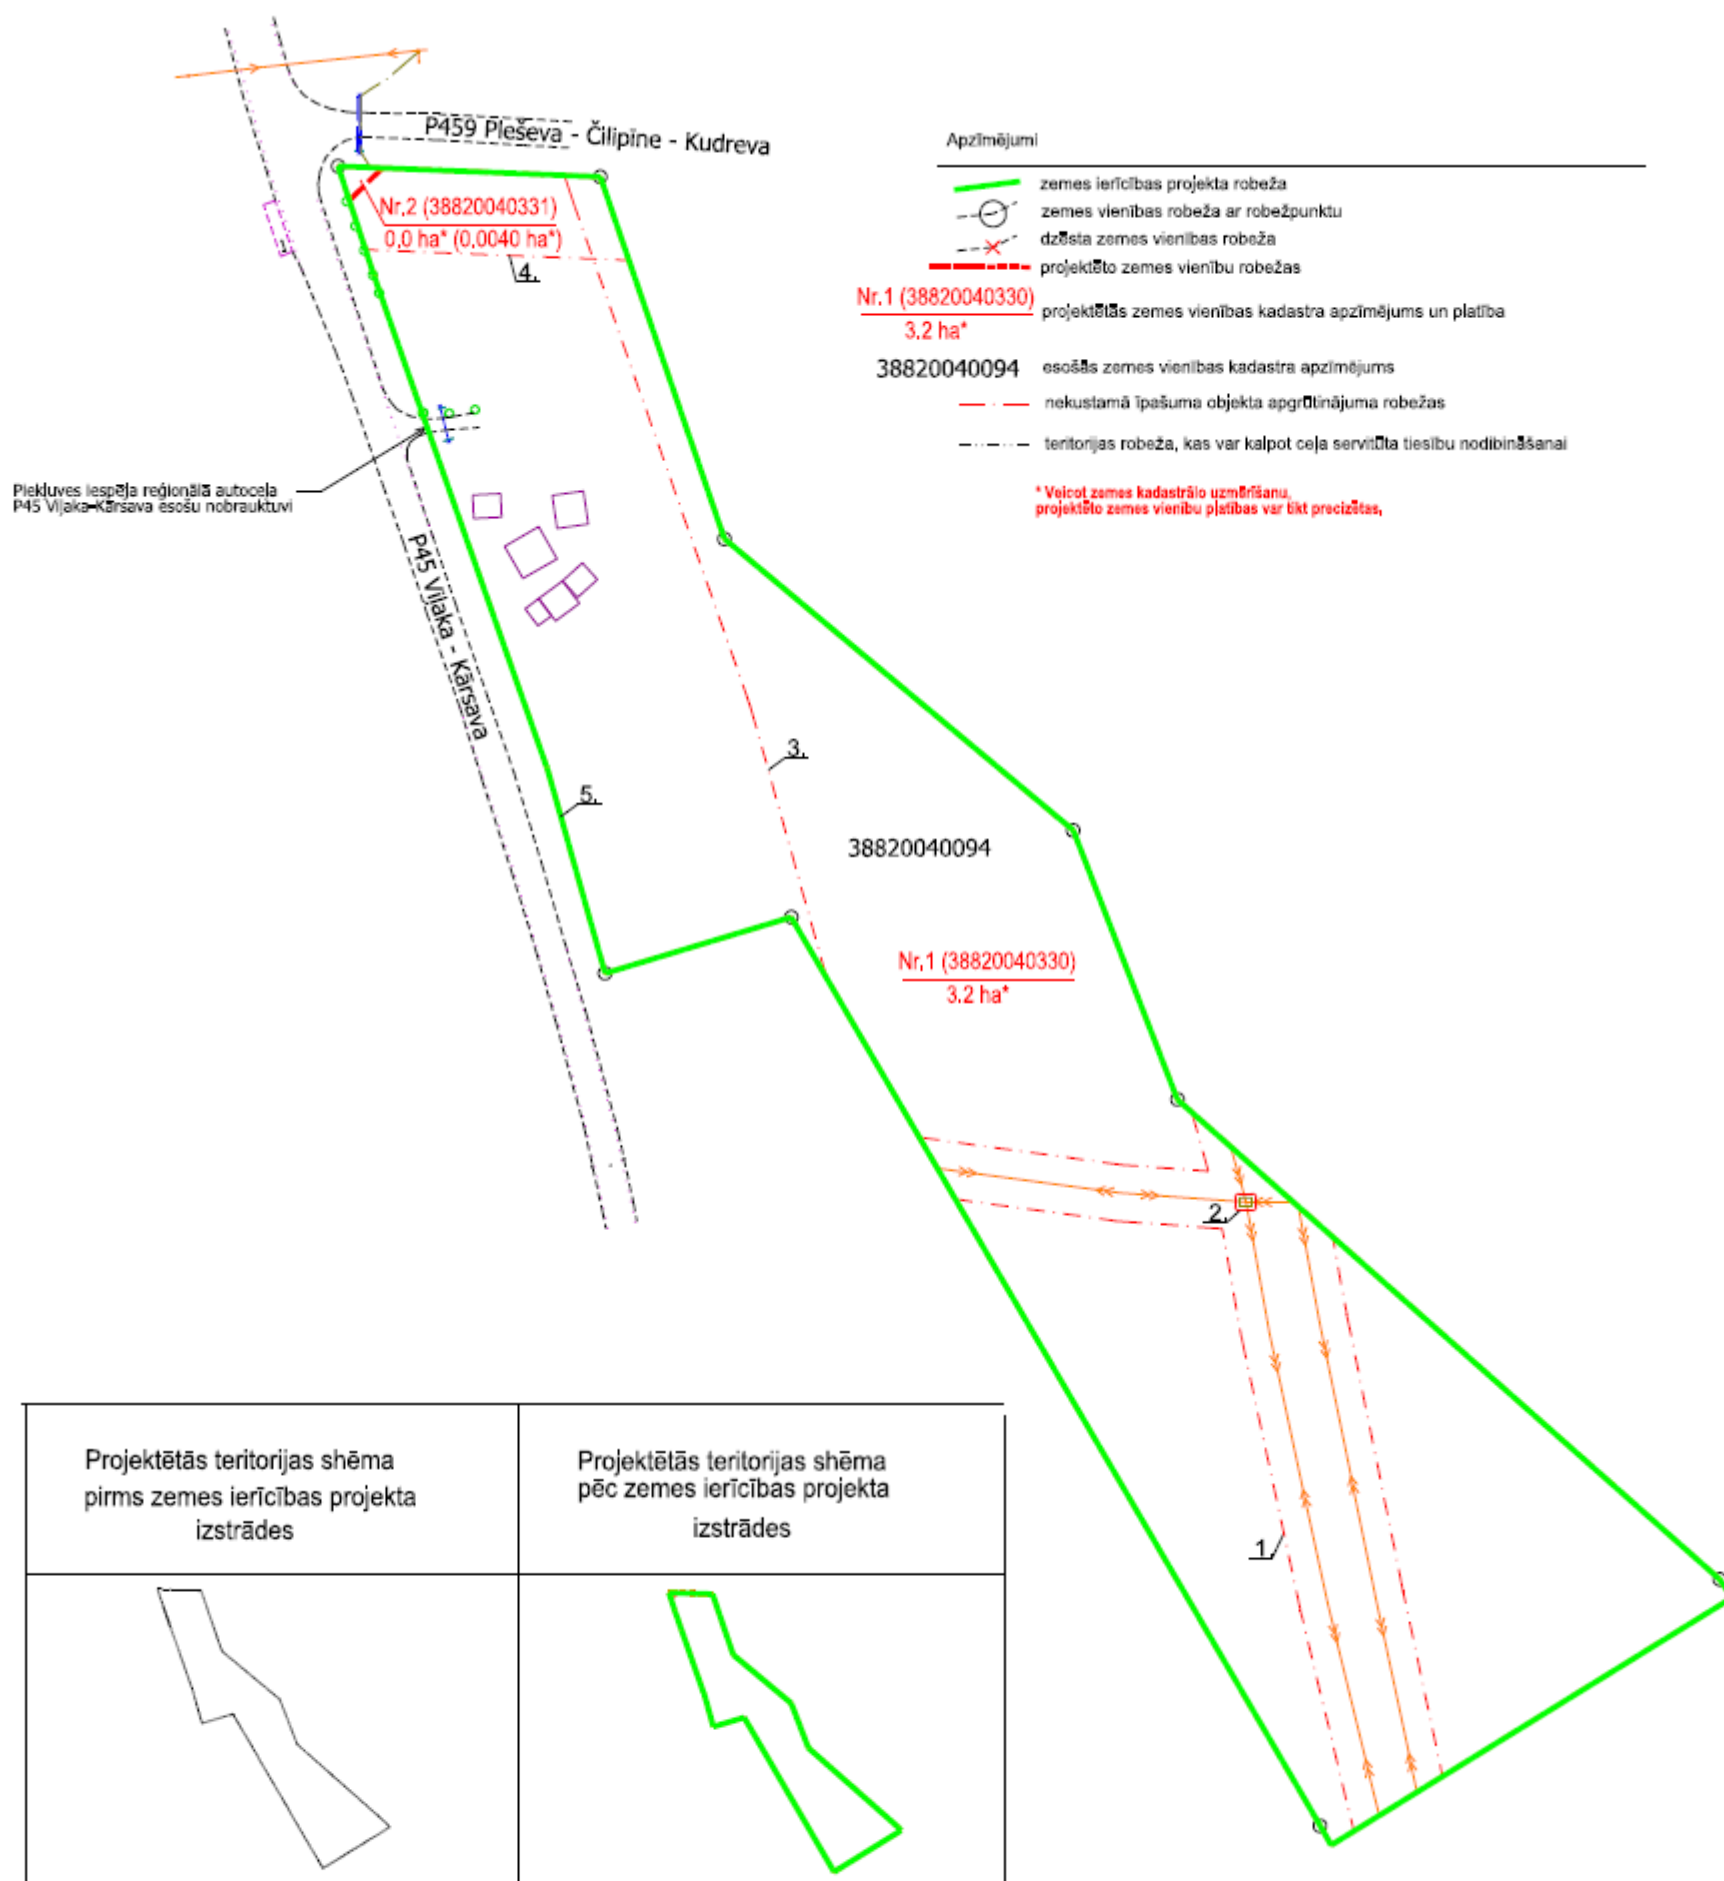 P459 Pleševa - Čilipīne - Kudreva
Nr.2 (38820040331)
0.0 ha* (0.0040 ha*)
4.
Apzīmējumi
zemes ierīcības projekta robeža
zemes vienības robeža ar robežpunktu
dzēsta zemes vienības robeža
projektēto zemes vienību robežas
Nr.1 (38820040330)
3.2 ha*
projektētās zemes vienības kadastra apzīmējums un platība
38820040094
esošās zemes vienības kadastra apzīmējums
nekustamā īpašuma objekta apgrūtinājuma robežas
teritorijas robeža, kas var kalpot ceļa servitūta tiesību nodibināšanai
* Veicot zemes kadastrālo uzmērīšanu,
projektēto zemes vienību platības var tikt precizētas.
Piekļuves iespēja reģionālā autoceļa
P45 Viļaka-Kārsava esošu nobrauktuvi
P45 Viļaka - Kārsava
3.
5.
38820040094
Nr.1 (38820040330)
3.2 ha*
2.
1.
Projektētās teritorijas shēma
pirms zemes ierīcības projekta
izstrādes
Projektētās teritorijas shēma
pēc zemes ierīcības projekta
izstrādes